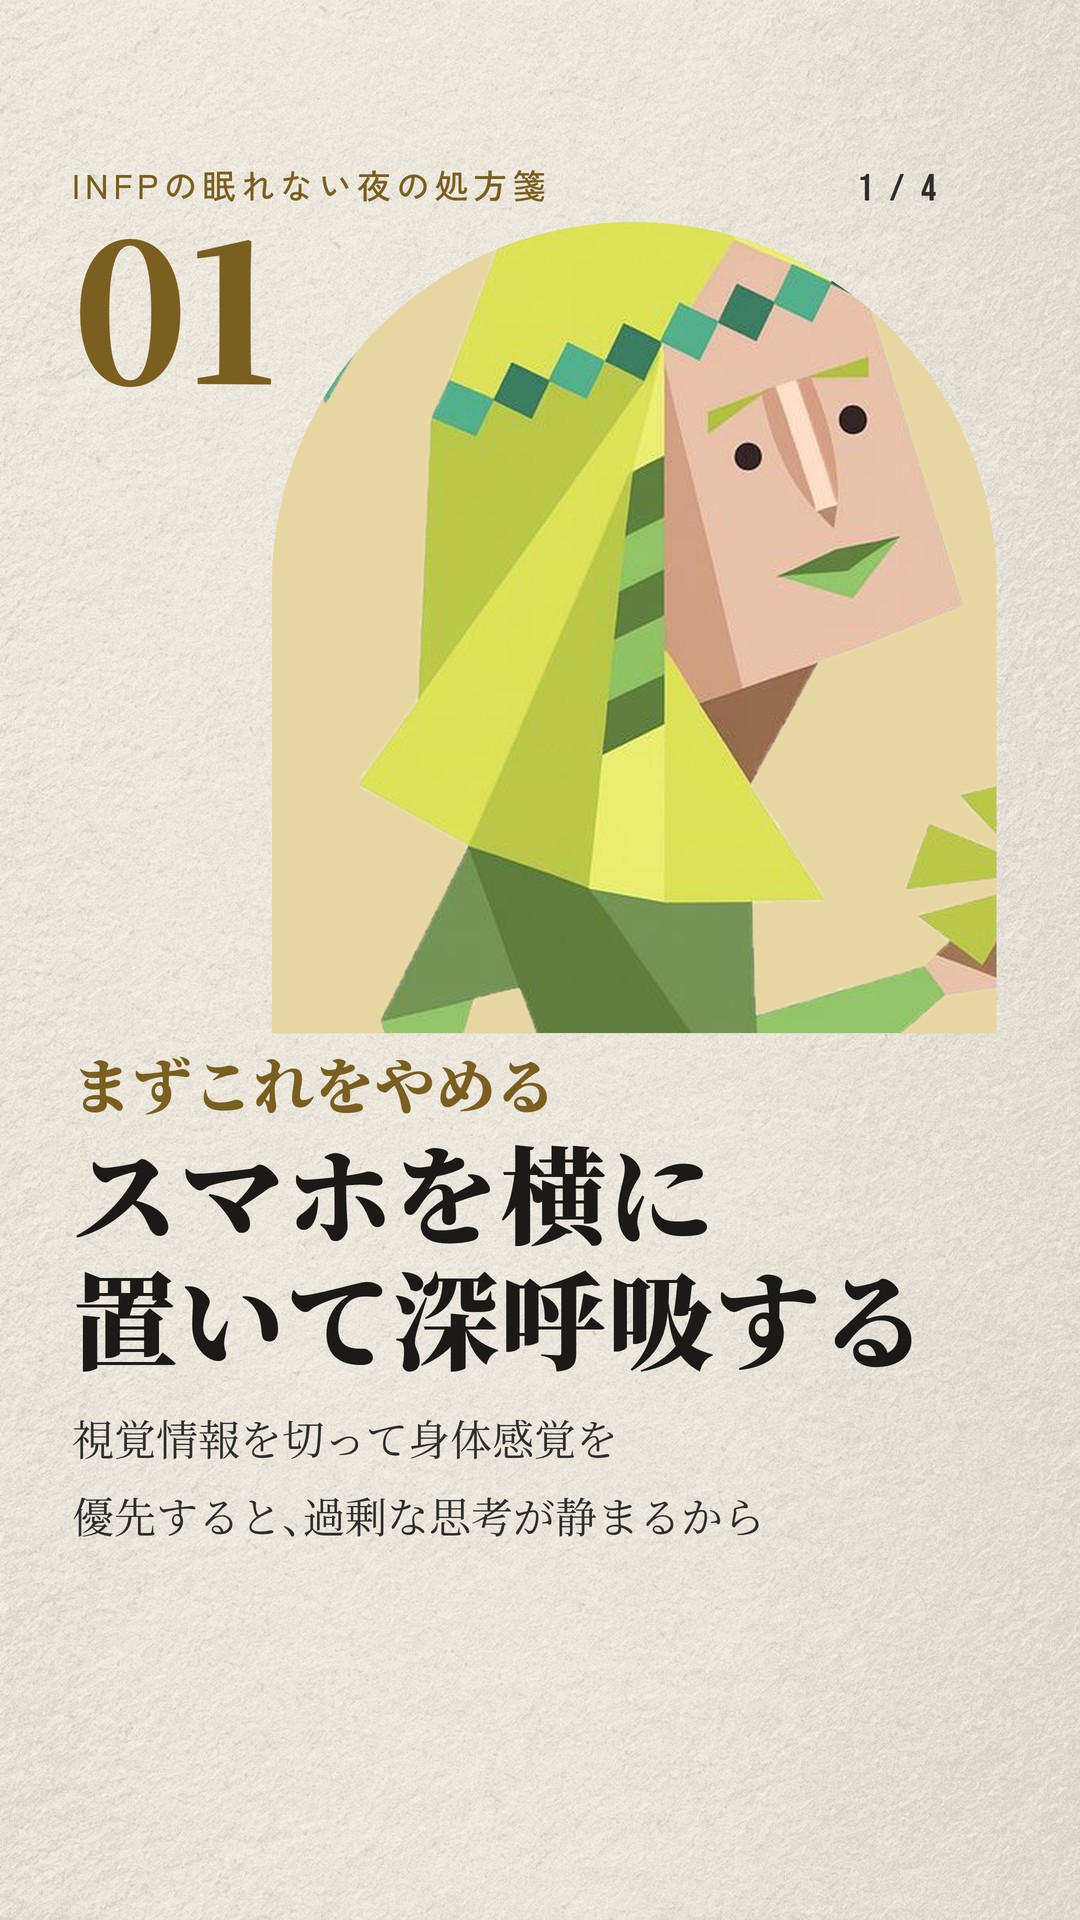 INFPの眠れない夜の処方箋
1 / 4
01
まずこれをやめる
スマホを横に
置いて深呼吸する
視覚情報を切って身体感覚を
優先すると、過剰な思考が静まるから